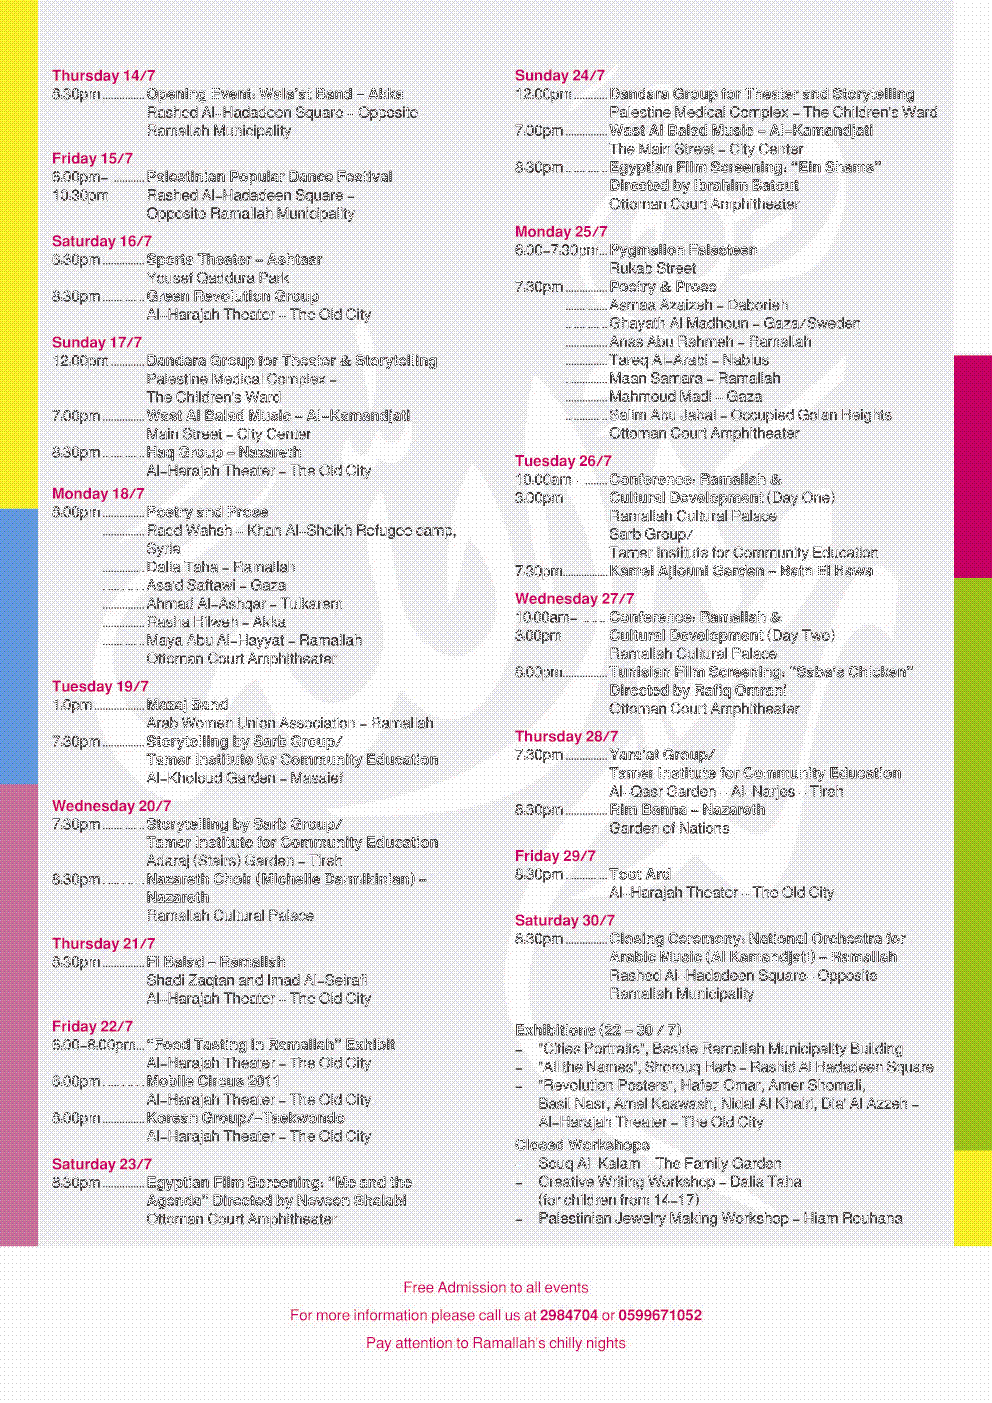 Thursday 14/7
8.30pm..............Opening Event: Wala'at Band – Akka
Rashed Al-Hadadeen Square - Opposite
Ramallah Municipality
Friday 15/7
6.00pm– ..........Palestinian Popular Dance Festival
10.30pm Rashed Al-Hadadeen Square –
Opposite Ramallah Municipality
Saturday 16/7
6.30pm..............Sports Theater – Ashtaar
Yousef Qaddura Park
8.30pm..............Green Revolution Group
Al-Harajah Theater - The Old City
Sunday 17/7
12.00pm...........Dandara Group for Theater & Storytelling
Palestine Medical Complex –
The Children's Ward
7.00pm.............Wast Al Balad Music – Al-Kamandjati
Main Street – City Center
8.30pm.............Haq Group – Nazareth
Al-Harajah Theater – The Old City
Monday 18/7
6.00pm.............Poetry and Prose
.............Raed Wahsh - Khan Al-Sheikh Refugee camp,
Syria
.............Dalia Taha – Ramallah
.............Asa'd Saftawi – Gaza
.............Ahmad Al-Ashqar – Tulkarem
.............Rasha Hilweh – Akka
.............Maya Abu Al-Hayyat – Ramallah
Ottoman Court Amphitheater
Tuesday 19/7
1.0pm...............Mazaj Band
Arab Women Union Association – Ramallah
7.30pm.............Storytelling by Sarb Group/
Tamer Institute for Community Education
Al-Kholoud Garden – Masaief
Wednesday 20/7
7.30pm.............Storytelling by Sarb Group/
Tamer Institute for Community Education
Adaraj (Stairs) Garden – Tireh
8.30pm.............Nazareth Choir (Michelle Darmlkinian) –
Nazareth
Ramallah Cultural Palace
Thursday 21/7
8.30pm.............El Balad – Ramallah
Shadi Zaqtan and Imad Al-Seirafi
Al-Harajah Theater – The Old City
Friday 22/7
6.00–8.00pm...“Food Tasting in Ramallah” Exhibit
Al-Harajah Theater – The Old City
6.00pm.............Mobile Circus 2011
Al-Harajah Theater – The Old City
8.00pm.............Korean Group/–Taekwondo
Al-Harajah Theater – The Old City
Saturday 23/7
8.30pm.............Egyptian Film Screening: “Me and the
Agenda” Directed by Neveen Shalabi
Ottoman Court Amphitheater
Sunday 24/7
12.00pm..........Dandara Group for Theater and Storytelling
Palestine Medical Complex – The Children's Ward
7.00pm.............Wast Al Balad Music – Al-Kamandjati
The Main Street – City Center
8.30pm.............Egyptian Film Screening: “Ein Shams”
Directed by Ibrahim Batout
Ottoman Court Amphitheater
Monday 25/7
6.00–7.30pm...Pygmalion Falasteen
Rukab Street
7.30pm.............Poetry & Prose
.............Asmaa Azaizeh – Daborieh
.............Ghayath Al Madhoun – Gaza/Sweden
.............Anas Abu Rahmeh – Ramallah
.............Tareq Al-Arabi – Nablus
.............Maan Samara – Ramallah
.............Mahmoud Madi – Gaza
.............Salim Abu Jabal – Occupied Golan Heights
Ottoman Court Amphitheater
Tuesday 26/7
10.00am - .......Conference: Ramallah &
3.00pm Cultural Development (Day One)
Ramallah Cultural Palace
Sarb Group/
Tamer Institute for Community Education
7.30pm..............Kamal Ajlouni Garden – Batn El Hawa
Wednesday 27/7
10.00am– .......Conference: Ramallah &
3.00pm Cultural Development (Day Two)
Ramallah Cultural Palace
6.00pm..............Tunisian Film Screening: “Saba's Chicken”
Directed by Rafiq Omrani
Ottoman Court Amphitheater
Thursday 28/7
7.30pm.............Yara'at Group/
Tamer Institute for Community Education
Al-Qasr Garden - Al-Narjes - Tireh
8.30pm.............Rim Banna – Nazareth
Garden of Nations
Friday 29/7
8.30pm.............Toot Ard
Al-Harajah Theater - The Old City
Saturday 30/7
8.30pm.............Closing Ceremony: National Orchestra for
Arabic Music (Al Kamandjati) – Ramallah
Rashed Al-Hadadeen Square - Opposite
Ramallah Municipality
Exhibitions (22 – 30 / 7)
– "Cities Portraits", Beside Ramallah Municipality Building
– "All the Names", Shorouq Harb – Rashid Al Hadadeen Square
– "Revolution Posters", Hafez Omar, Amer Shomali,
Basil Nasr, Amal Kaawash, Nidal Al Khairi, Dia' Al Azzeh –
Al-Harajah Theater – The Old City
Closed Workshops
– Souq Al-Kalam - The Family Garden
– Creative Writing Workshop – Dalia Taha
(for children from 14–17)
– Palestinian Jewelry Making Workshop – Hiam Rouhana
Free Admission to all events
For more information please call us at 2984704 or 0599671052
Pay attention to Ramallah's chilly nights